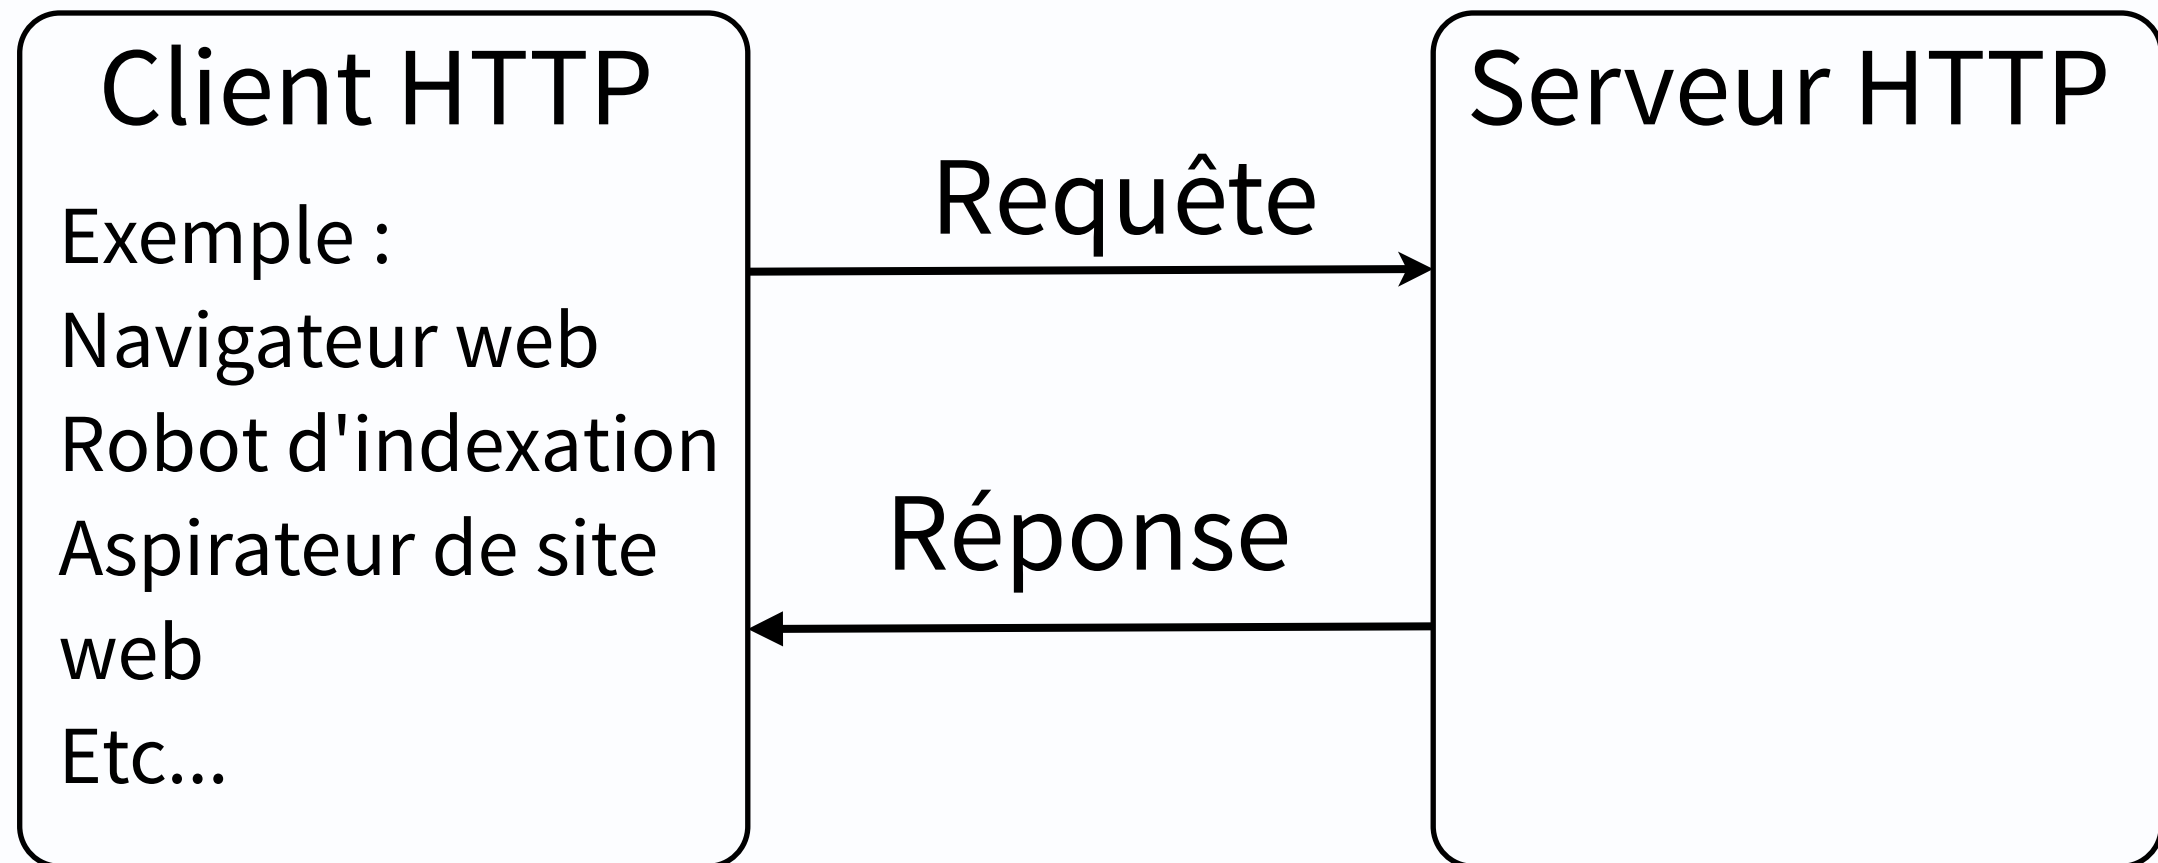 Client HTTP
Exemple :
Navigateur web
Robot d'indexation
Aspirateur de site
web
Etc...
Requête
Réponse
Serveur HTTP